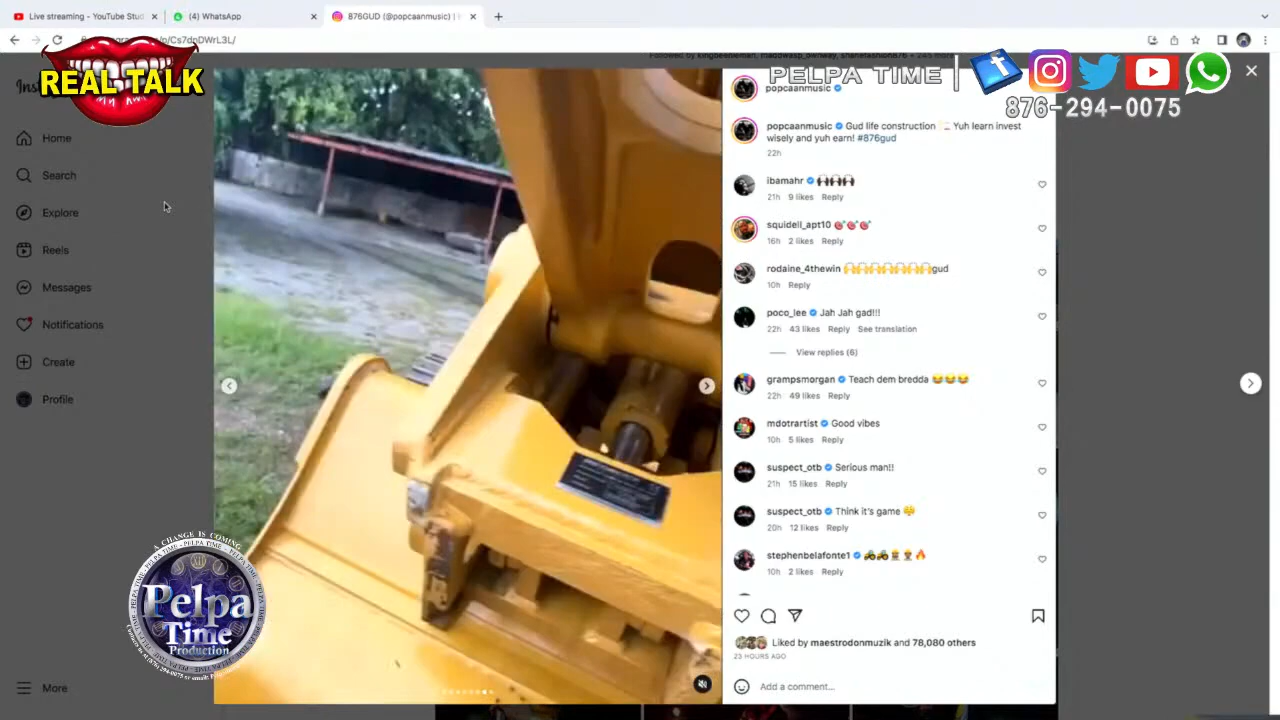 Live streaming - YouTube Stud
(4) WhatsApp
876GUD (@popcaanmusic) |
/p/Cs7dnDWrL3L/
REAL TALK
PELPA TIME |
876-294-0075
Home
Search
Explore
Reels
Messages
Notifications
Create
Profile
More
popcaanmusic
popcaanmusic Gud life construction Yuh learn invest
wisely and yuh earn! #876gud
22h
ibamahr
21h 9 likes Reply
squidell_apt10 🎯🎯🎯
16h 2 likes Reply
rodaine_4thewin 🙌🙌🙌🙌🙌🙌🙌gud
10h Reply
poco_lee Jah Jah gad!!!
22h 43 likes Reply See translation
View replies (6)
grampsmorgan Teach dem bredda 😂😂😂
22h 49 likes Reply
mdotrartist Good vibes
10h 5 likes Reply
suspect_otb Serious man!!
21h 15 likes Reply
suspect_otb Think it's game
20h 12 likes Reply
stephenbelafonte1
10h 2 likes Reply
Liked by maestrodonmuzik and 78,080 others
23 HOURS AGO
Add a comment...
A CHANGE IS COMING
Pelpa
Time
Production